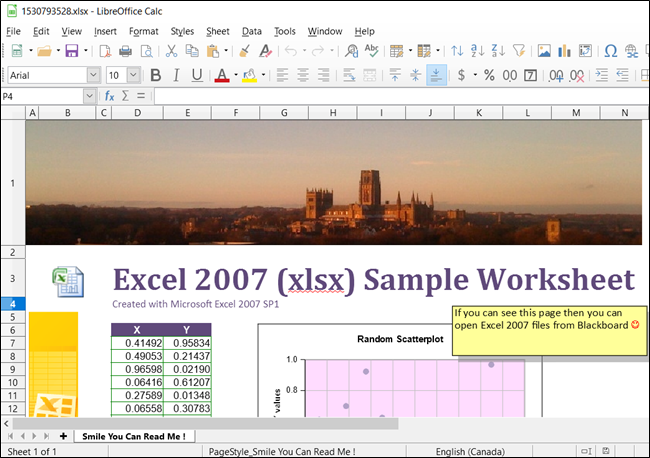 1530793528.xlsx - LibreOffice Calc
File Edit View Insert Format Styles Sheet Data Tools Window Help
Arial 10 B I U A $ % 0.0 .00 .00
P4 fx Σ =
A B C D E F G H I J K L M N
1
2
3 Excel 2007 (xlsx) Sample Worksheet
4 Created with Microsoft Excel 2007 SP1
If you can see this page then you can
open Excel 2007 files from Blackboard
5
6 X Y
7 0.41492 0.95834
8 0.49053 0.21437
9 0.96598 0.02190
10 0.06416 0.61207
11 0.27589 0.01348
12 0.06558 0.30783
Random Scatterplot
1.0
0.8
values
Smile You Can Read Me !
Sheet 1 of 1 PageStyle_Smile You Can Read Me ! English (Canada)